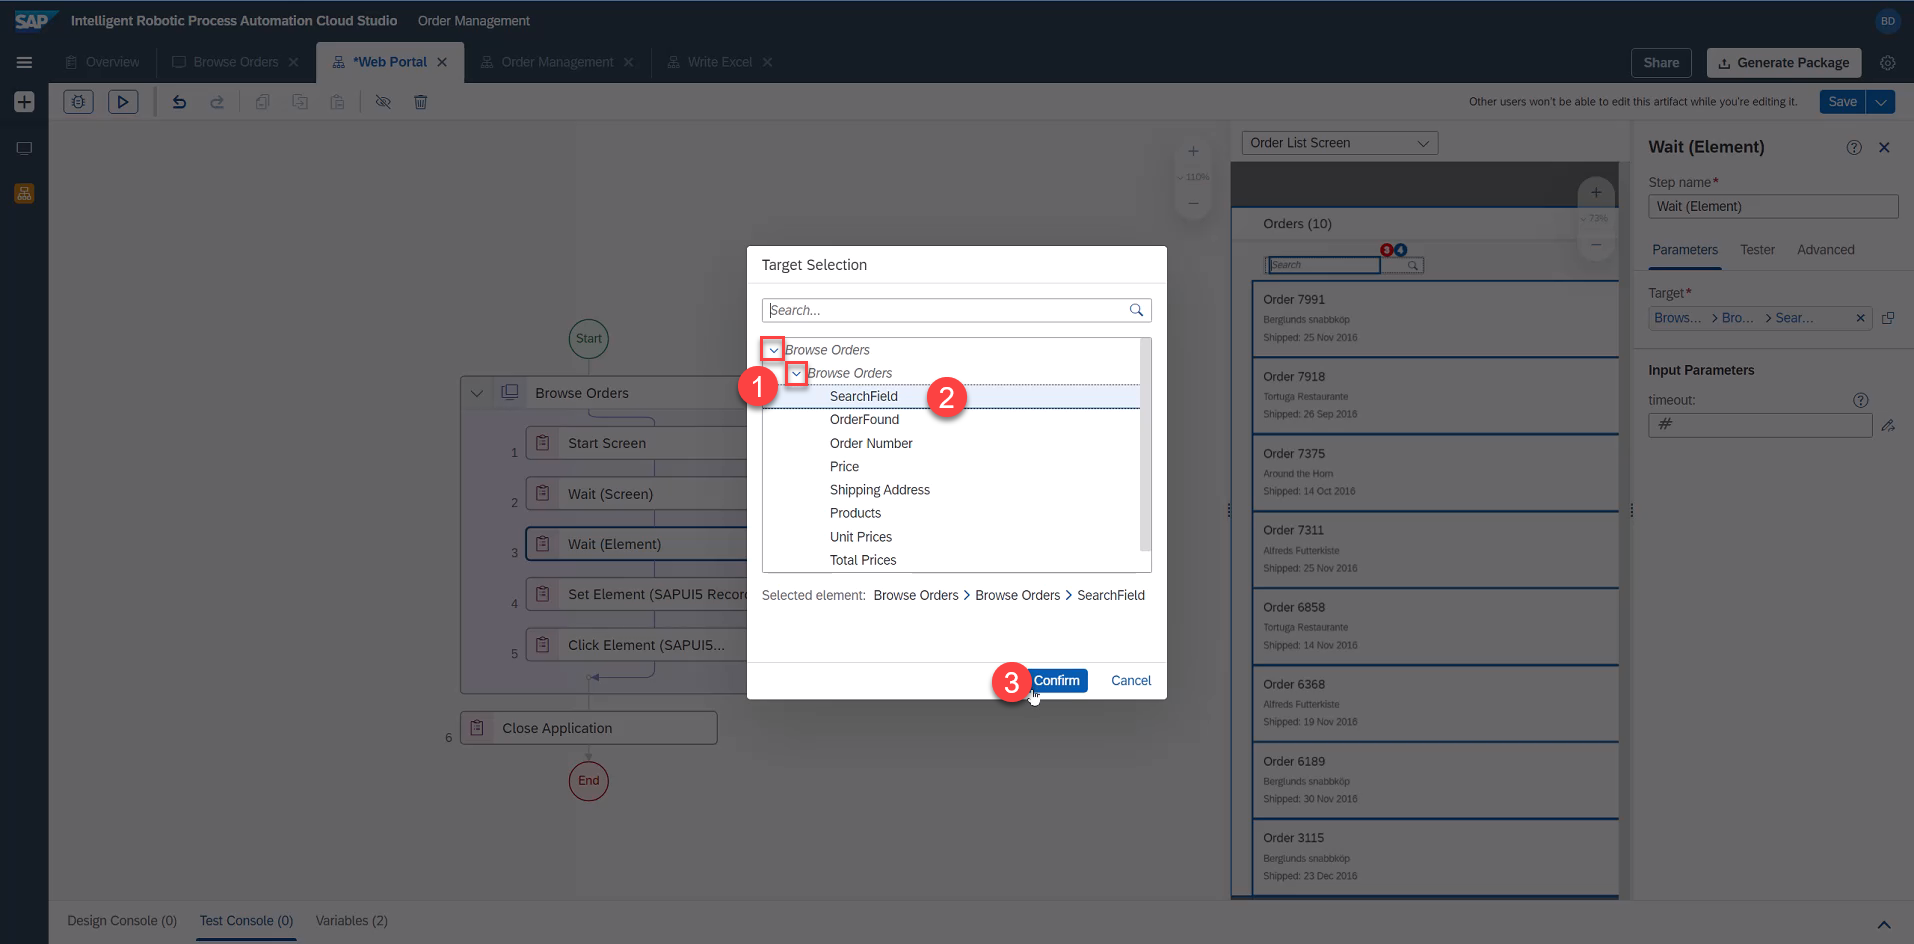 SAP Intelligent Robotic Process Automation Cloud Studio Order Management BD
Overview Browse Orders *Web Portal Order Management Write Excel Share Generate Package
Other users won't be able to edit this artifact while you're editing it. Save
110%
Start
Browse Orders
1 Start Screen
2 Wait (Screen)
3 Wait (Element)
4 Set Element (SAPUI5 Recor
5 Click Element (SAPUI5...
6 Close Application
End
Target Selection
Search...
Browse Orders
Browse Orders
1
SearchField
2
OrderFound
Order Number
Price
Shipping Address
Products
Unit Prices
Total Prices
Selected element: Browse Orders > Browse Orders > SearchField
3 Confirm Cancel
Order List Screen
73%
Orders (10)
3 4
Search
Order 7991
Berglunds snabbköp
Shipped: 25 Nov 2016
Order 7918
Tortuga Restaurante
Shipped: 26 Sep 2016
Order 7375
Around the Horn
Shipped: 14 Oct 2016
Order 7311
Alfreds Futterkiste
Shipped: 25 Nov 2016
Order 6858
Tortuga Restaurante
Shipped: 14 Nov 2016
Order 6368
Alfreds Futterkiste
Shipped: 19 Nov 2016
Order 6189
Berglunds snabbköp
Shipped: 30 Nov 2016
Order 3115
Berglunds snabbköp
Shipped: 23 Dec 2016
Wait (Element)
Step name*
Wait (Element)
Parameters Tester Advanced
Target*
Brows... > Bro... > Sear...
Input Parameters
timeout:
#
Design Console (0) Test Console (0) Variables (2)